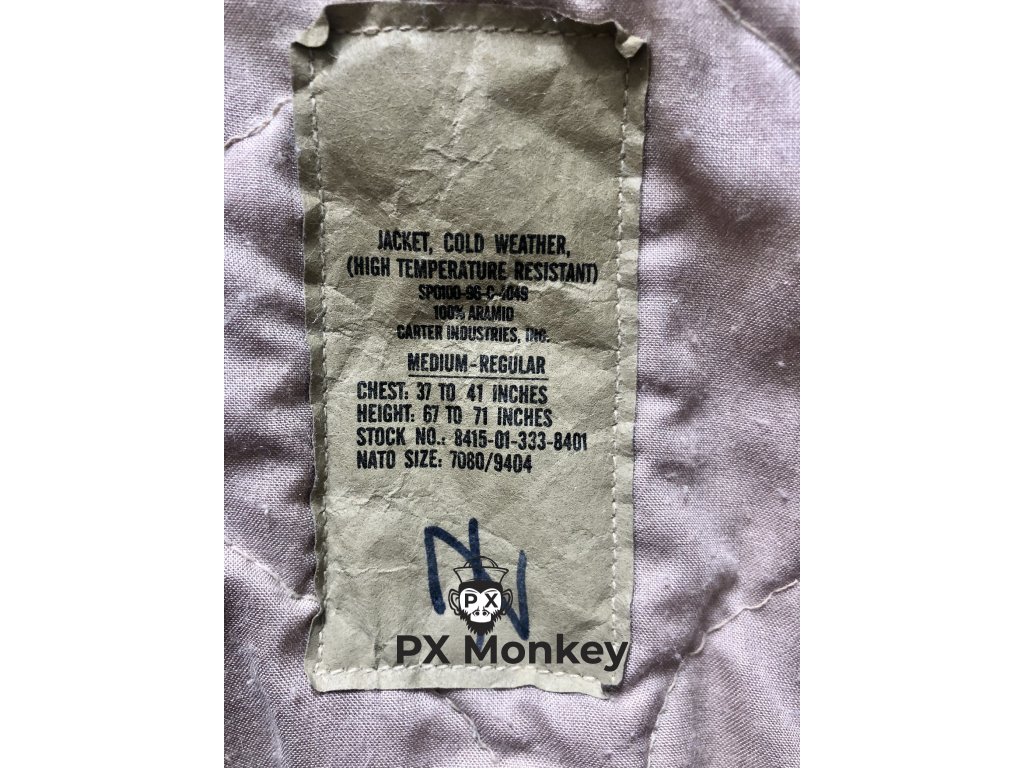 JACKET, COLD WEATHER,
(HIGH TEMPERATURE RESISTANT)
SPO100-96-C-4049
100% ARAMID
CARTER INDUSTRIES, INC.
MEDIUM-REGULAR
CHEST: 37 TO 41 INCHES
HEIGHT: 67 TO 71 INCHES
STOCK NO.: 8415-01-333-8401
NATO SIZE: 7080/9404
PX
PX Monkey